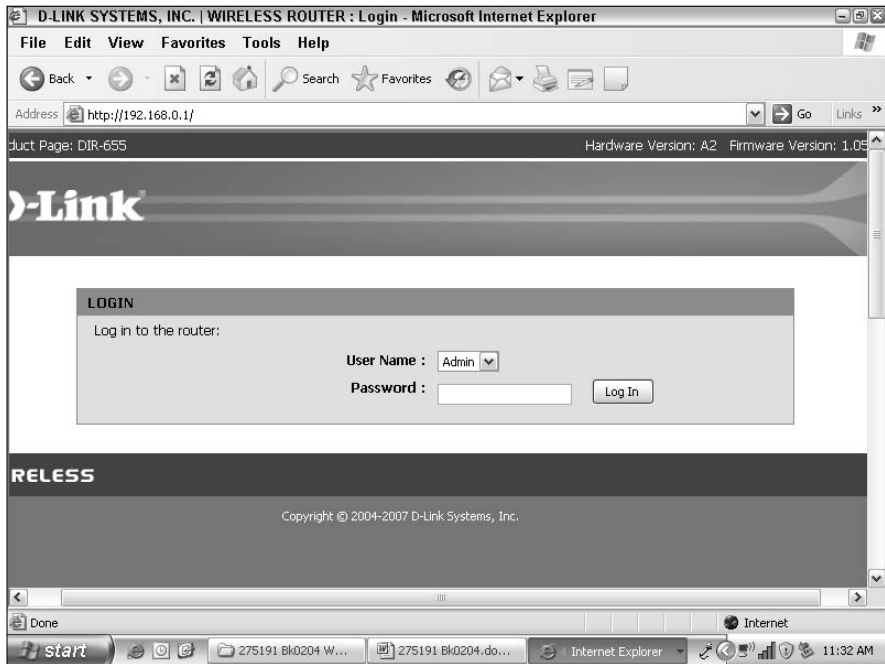 D-LINK SYSTEMS, INC. | WIRELESS ROUTER : Login - Microsoft Internet Explorer
File Edit View Favorites Tools Help
Back Search Favorites
Address http://192.168.0.1/ Go Links »
duct Page: DIR-655 Hardware Version: A2 Firmware Version: 1.05
D-Link
LOGIN
Log in to the router:
User Name : Admin
Password : Log In
RELESS
Copyright © 2004-2007 D-Link Systems, Inc.
Done Internet
start 275191 Bk0204 W... 275191 Bk0204.do... 4 Internet Explorer 11:32 AM